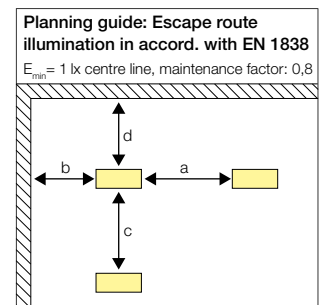 Planning guide: Escape route
illumination in accord. with EN 1838
Emin= 1 lx centre line, maintenance factor: 0,8
d
b a
c